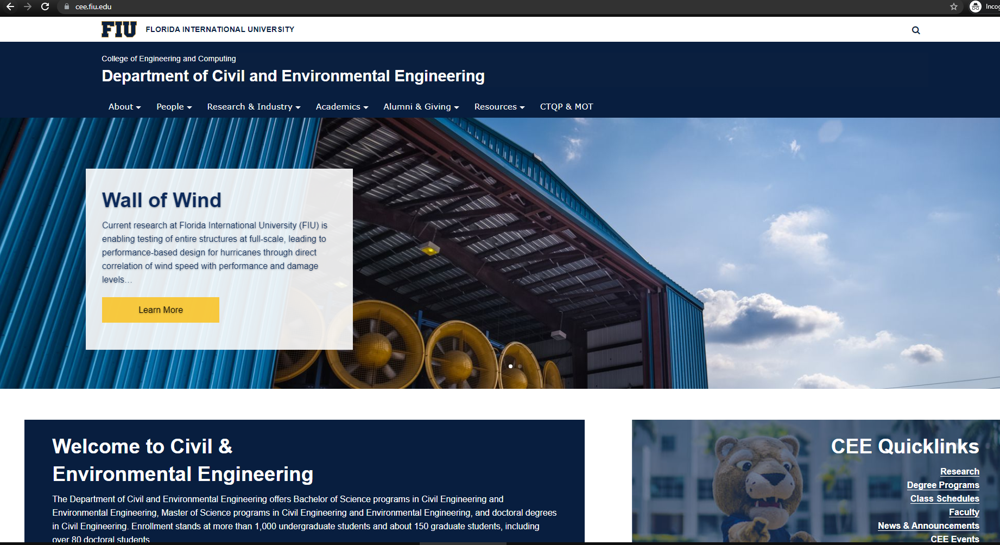 cee.fiu.edu
FIU FLORIDA INTERNATIONAL UNIVERSITY
College of Engineering and Computing
Department of Civil and Environmental Engineering
About People Research & Industry Academics Alumni & Giving Resources CTQP & MOT
Wall of Wind
Current research at Florida International University (FIU) is
enabling testing of entire structures at full-scale, leading to
performance-based design for hurricanes through direct
correlation of wind speed with performance and damage
levels…
Learn More
Welcome to Civil &
Environmental Engineering
The Department of Civil and Environmental Engineering offers Bachelor of Science programs in Civil Engineering and
Environmental Engineering, Master of Science programs in Civil Engineering and Environmental Engineering, and doctoral degrees
in Civil Engineering. Enrollment stands at more than 1,000 undergraduate students and about 150 graduate students, including
over 80 doctoral students
CEE Quicklinks
Research
Degree Programs
Class Schedules
Faculty
News & Announcements
CEE Events